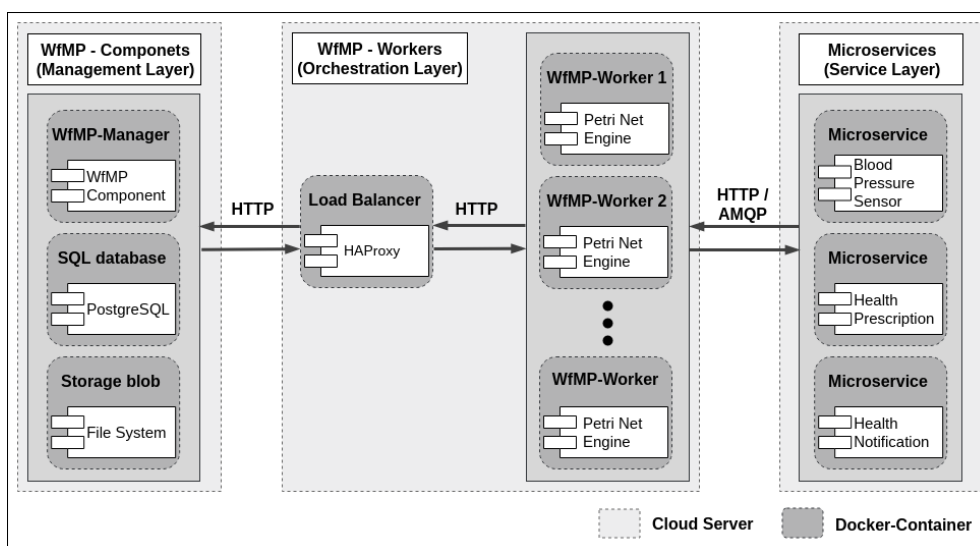 WfMP - Componets
(Management Layer)
WfMP-Manager
WfMP
Component
SQL database
PostgreSQL
Storage blob
File System
HTTP
WfMP - Workers
(Orchestration Layer)
Load Balancer
HAProxy
HTTP
WfMP-Worker 1
Petri Net
Engine
WfMP-Worker 2
Petri Net
Engine
WfMP-Worker
Petri Net
Engine
HTTP /
AMQP
Microservices
(Service Layer)
Microservice
Blood
Pressure
Sensor
Microservice
Health
Prescription
Microservice
Health
Notification
Cloud Server
Docker-Container